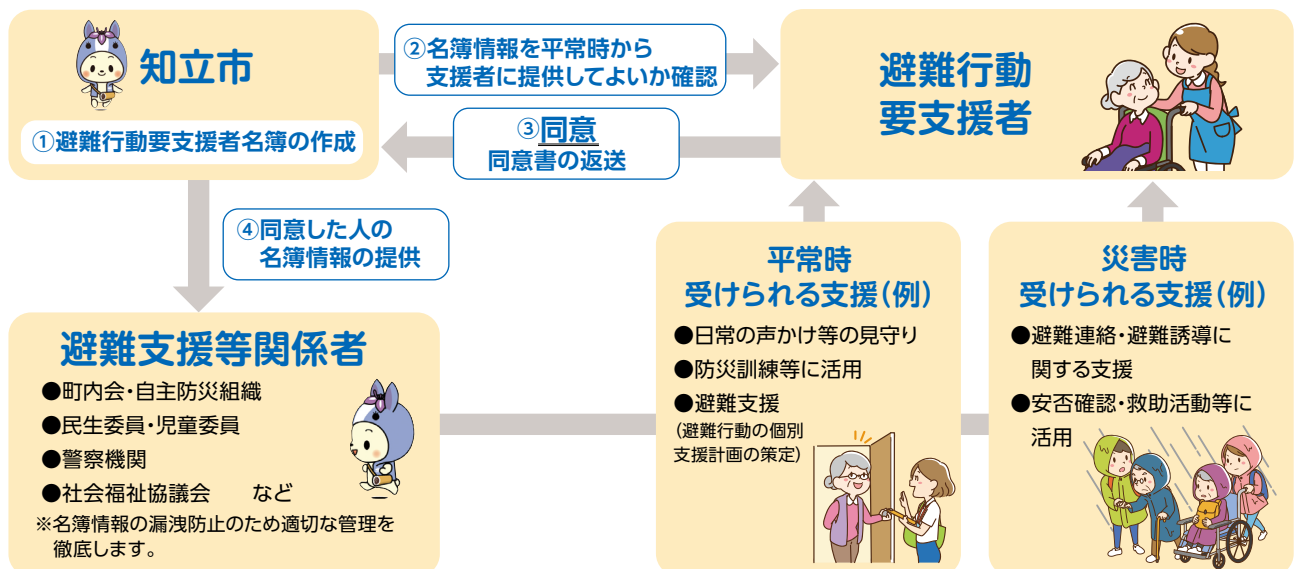 知立市
①避難行動要支援者名簿の作成
②名簿情報を平常時から
支援者に提供してよいか確認
③同意
同意書の返送
避難行動
要支援者
④同意した人の
名簿情報の提供
避難支援等関係者
●町内会・自主防災組織
●民生委員・児童委員
●警察機関
●社会福祉協議会　など
※名簿情報の漏洩防止のため適切な管理を
徹底します。
平常時
受けられる支援(例)
●日常の声かけ等の見守り
●防災訓練等に活用
●避難支援
(避難行動の個別
支援計画の策定)
災害時
受けられる支援(例)
●避難連絡・避難誘導に
関する支援
●安否確認・救助活動等に
活用